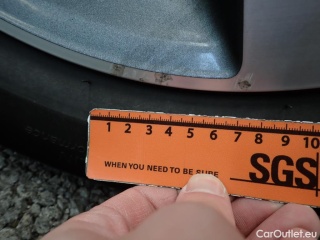 1 2 3 4 5 6 7 8 9 10
WHEN YOU NEED TO BE SURE SGS
CarOutlet.eu